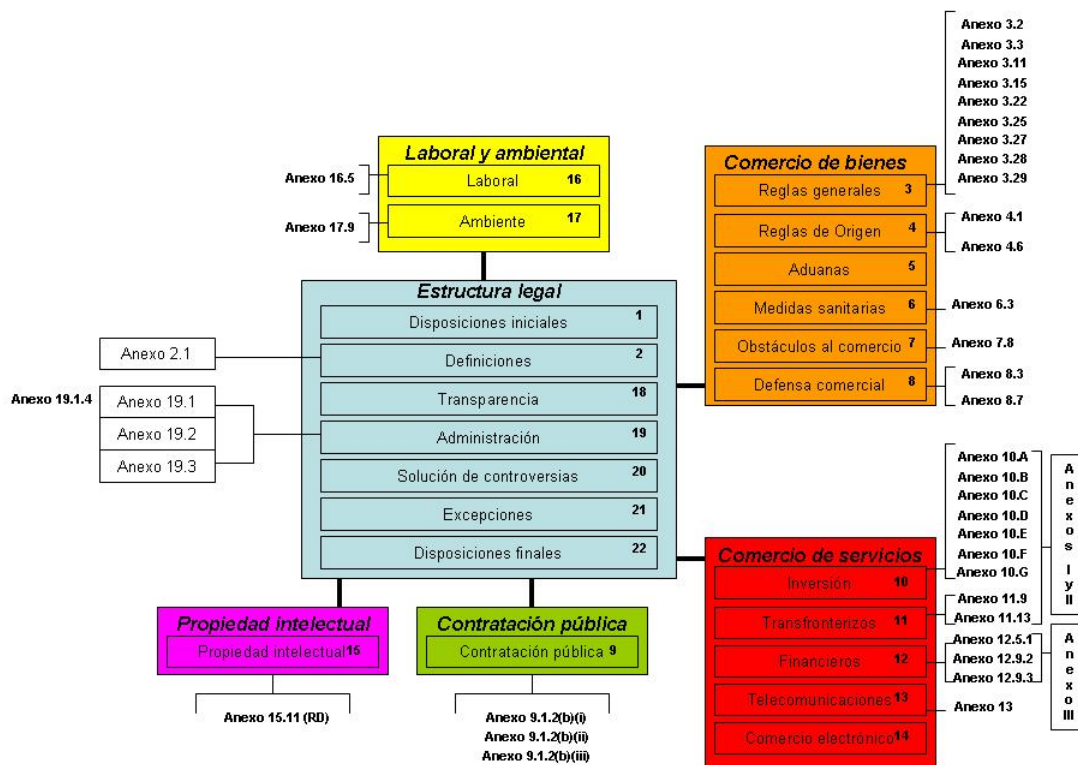 Laboral y ambiental
Laboral 16
Ambiente 17
Anexo 16.5
Anexo 17.9
Comercio de bienes
Reglas generales 3
Reglas de Origen 4
Aduanas 5
Medidas sanitarias 6
Obstáculos al comercio 7
Defensa comercial 8
Anexo 3.2
Anexo 3.3
Anexo 3.11
Anexo 3.15
Anexo 3.22
Anexo 3.25
Anexo 3.27
Anexo 3.28
Anexo 3.29
Anexo 4.1
Anexo 4.6
Anexo 6.3
Anexo 7.8
Anexo 8.3
Anexo 8.7
Estructura legal
Disposiciones iniciales 1
Definiciones 2
Transparencia 18
Administración 19
Solución de controversias 20
Excepciones 21
Disposiciones finales 22
Anexo 2.1
Anexo 19.1.4
Anexo 19.1
Anexo 19.2
Anexo 19.3
Comercio de servicios
Inversión 10
Transfronterizos 11
Financieros 12
Telecomunicaciones 13
Comercio electrónico 14
Anexo 10.A
Anexo 10.B
Anexo 10.C
Anexo 10.D
Anexo 10.E
Anexo 10.F
Anexo 10.G
Anexo 11.9
Anexo 11.13
Anexos I y II
Anexo 12.5.1
Anexo 12.9.2
Anexo 12.9.3
Anexo III
Anexo 13
Propiedad intelectual
Propiedad intelectual 15
Anexo 15.11 (RD)
Contratación pública
Contratación pública 9
Anexo 9.1.2(b)(i)
Anexo 9.1.2(b)(ii)
Anexo 9.1.2(b)(iii)